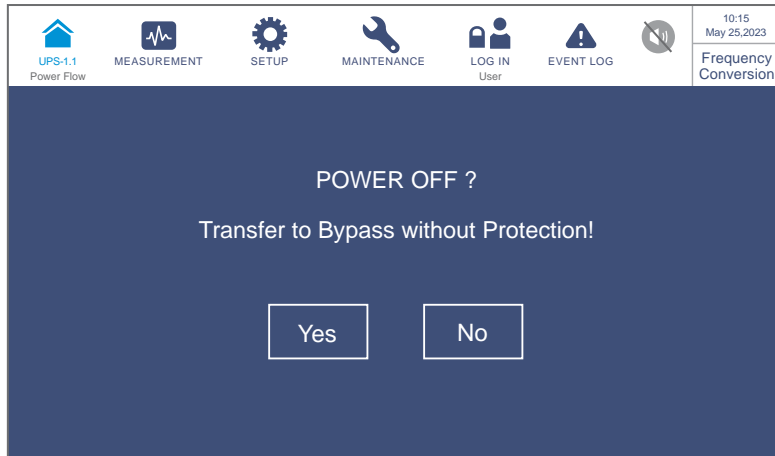 10:15
May 25,2023
UPS-1.1
MEASUREMENT
SETUP
MAINTENANCE
LOG IN
EVENT LOG
Power Flow
User
Frequency
Conversion
POWER OFF ?
Transfer to Bypass without Protection!
Yes
No